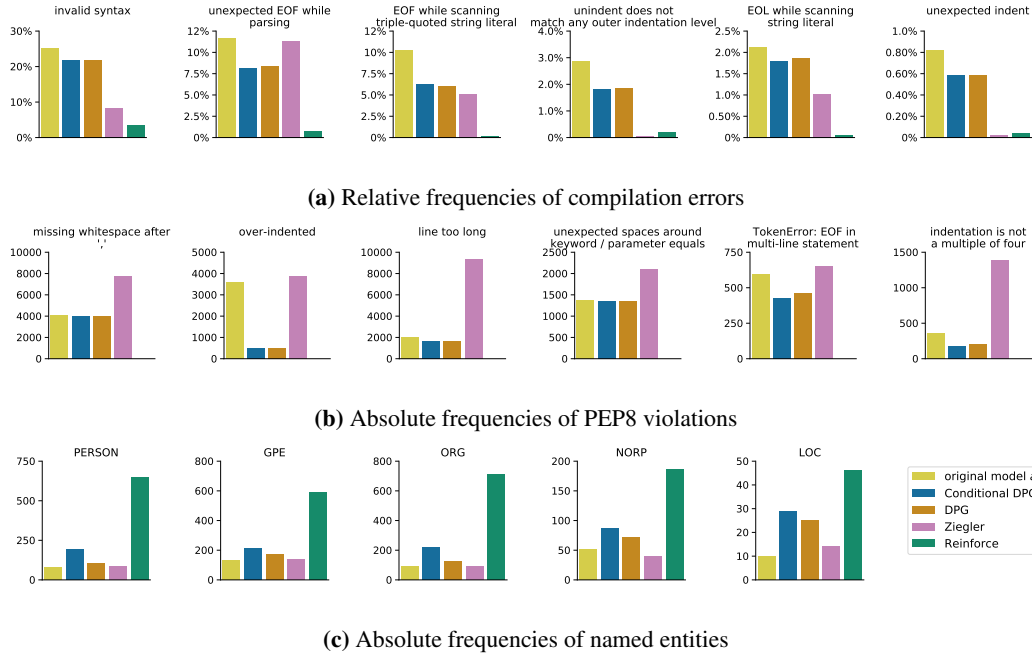 invalid syntax
30%
20%
10%
0%
unexpected EOF while
parsing
12%
10%
7.5%
5.0%
2.5%
0%
EOF while scanning
triple-quoted string literal
12%
10%
7.5%
5.0%
2.5%
0%
unindent does not
match any outer indentation level
4.0%
3.0%
2.0%
1.0%
0%
EOL while scanning
string literal
2.5%
2.0%
1.5%
1.0%
0.50%
0%
unexpected indent
1.0%
0.80%
0.60%
0.40%
0.20%
0%
(a) Relative frequencies of compilation errors
missing whitespace after
','
10000
8000
6000
4000
2000
0
over-indented
5000
4000
3000
2000
1000
0
line too long
10000
8000
6000
4000
2000
0
unexpected spaces around
keyword / parameter equals
2500
2000
1500
1000
500
0
TokenError: EOF in
multi-line statement
750
500
250
0
indentation is not
a multiple of four
1500
1000
500
0
(b) Absolute frequencies of PEP8 violations
PERSON
750
500
250
0
GPE
800
600
400
200
0
ORG
800
600
400
200
0
NORP
200
150
100
50
0
LOC
50
40
30
20
10
0
original model a
Conditional DPG
DPG
Ziegler
Reinforce
(c) Absolute frequencies of named entities